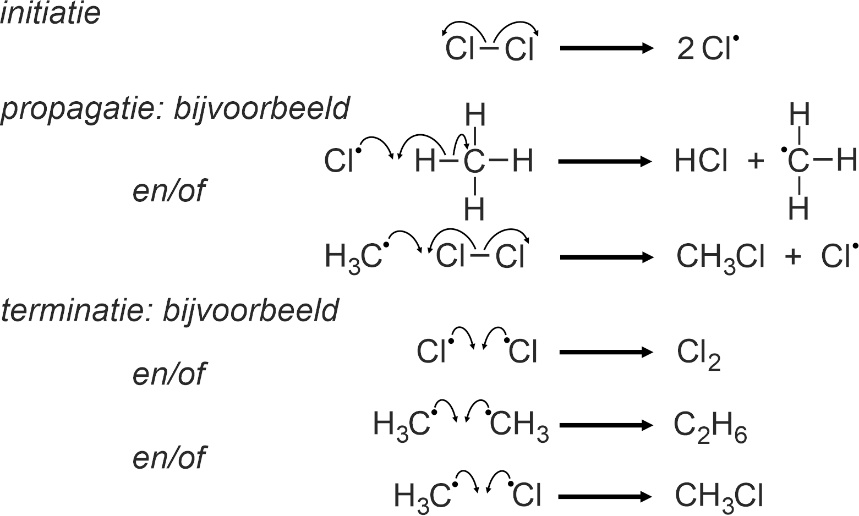 initiatie
Cl–Cl → 2 Cl•
propagatie: bijvoorbeeld
H H
Cl• H–C–H → HCl + •C–H
en/of H H
H₃C• Cl–Cl → CH₃Cl + Cl•
terminatie: bijvoorbeeld
Cl• •Cl → Cl₂
en/of
H₃C• •CH₃ → C₂H₆
en/of
H₃C• •Cl → CH₃Cl